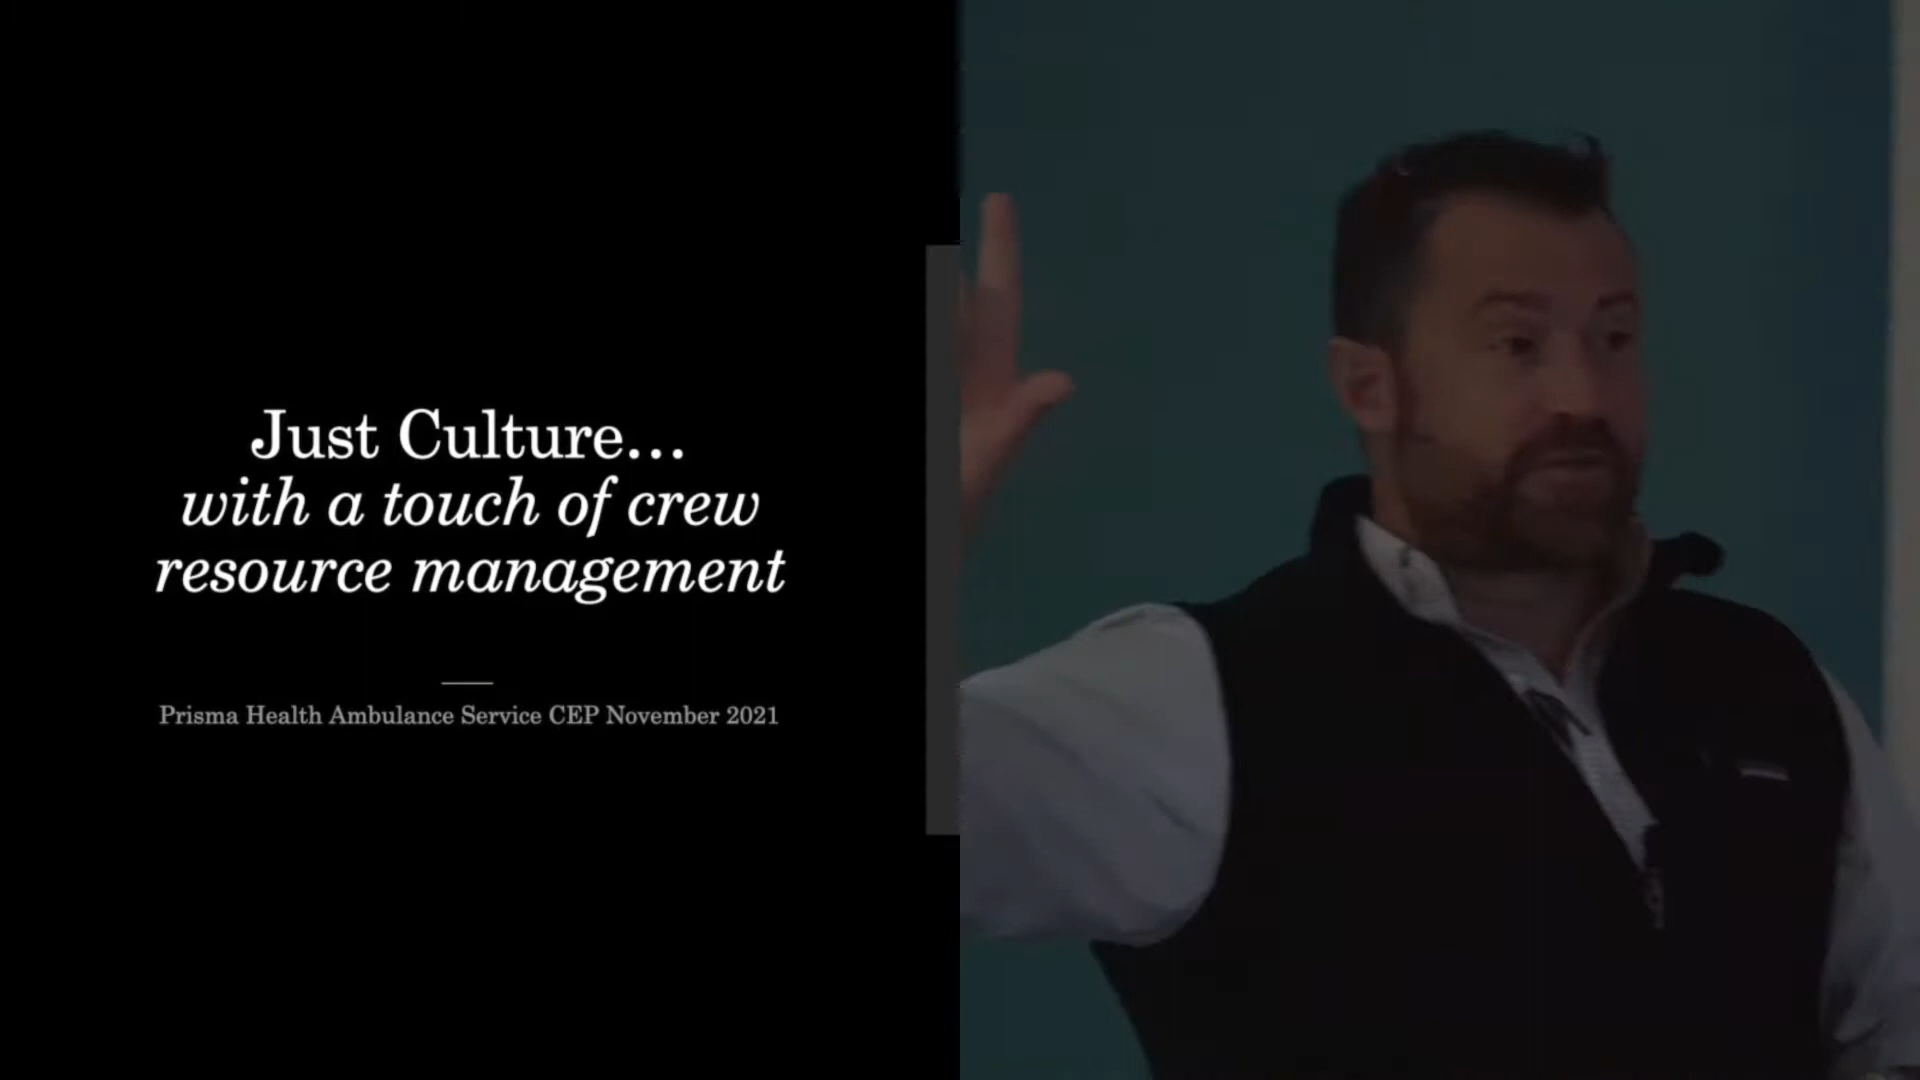 Just Culture...
with a touch of crew
resource management
Prisma Health Ambulance Service CEP November 2021